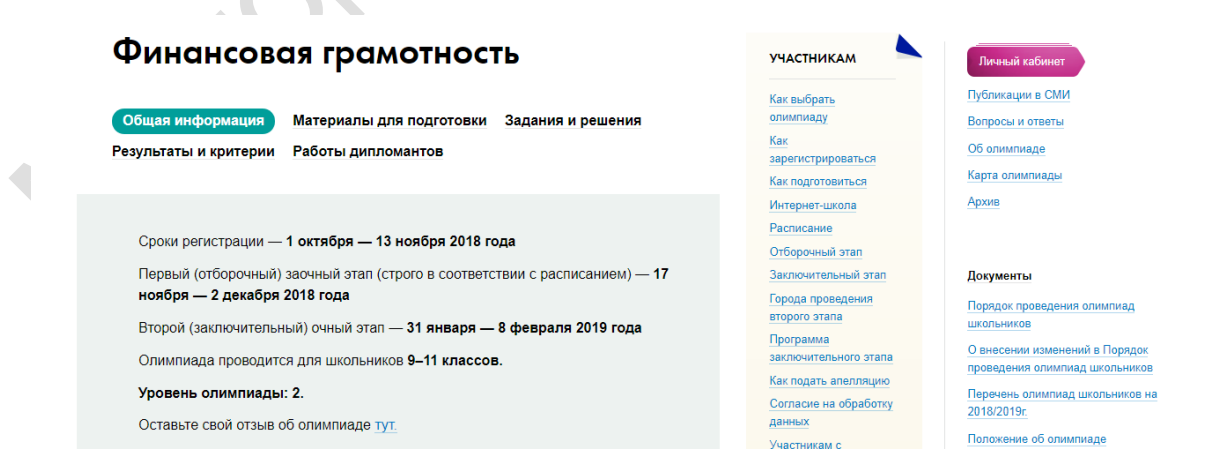 Финансовая грамотность
Общая информация
Материалы для подготовки
Задания и решения
Результаты и критерии
Работы дипломантов
Сроки регистрации — 1 октября — 13 ноября 2018 года
Первый (отборочный) заочный этап (строго в соответствии с расписанием) — 17
ноября — 2 декабря 2018 года
Второй (заключительный) очный этап — 31 января — 8 февраля 2019 года
Олимпиада проводится для школьников 9–11 классов.
Уровень олимпиады: 2.
Оставьте свой отзыв об олимпиаде тут.
УЧАСТНИКАМ
Как выбрать
олимпиаду
Как
зарегистрироваться
Как подготовиться
Интернет-школа
Расписание
Отборочный этап
Заключительный этап
Города проведения
второго этапа
Программа
заключительного этапа
Как подать апелляцию
Согласие на обработку
данных
Участникам с
Личный кабинет
Публикации в СМИ
Вопросы и ответы
Об олимпиаде
Карта олимпиады
Архив
Документы
Порядок проведения олимпиад
школьников
О внесении изменений в Порядок
проведения олимпиад школьников
Перечень олимпиад школьников на
2018/2019г.
Положение об олимпиаде